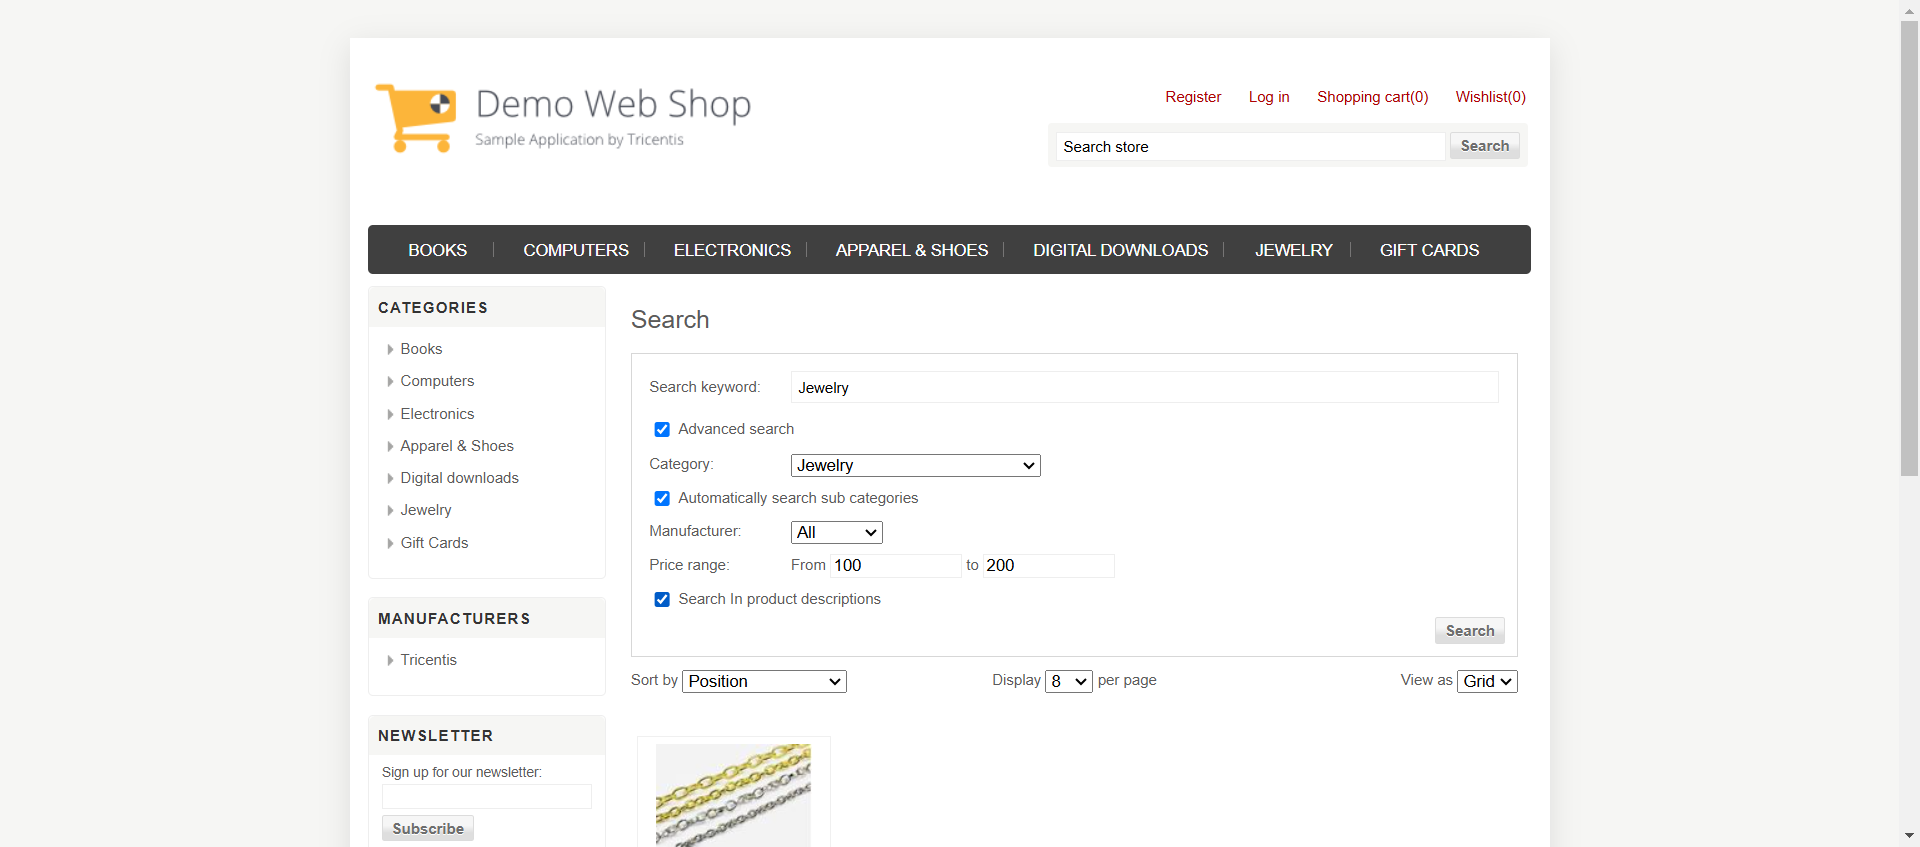 Demo Web Shop
Sample Application by Tricentis
Register Log in Shopping cart(0) Wishlist(0)
Search store Search
BOOKS COMPUTERS ELECTRONICS APPAREL & SHOES DIGITAL DOWNLOADS JEWELRY GIFT CARDS
CATEGORIES
Books
Computers
Electronics
Apparel & Shoes
Digital downloads
Jewelry
Gift Cards
MANUFACTURERS
Tricentis
NEWSLETTER
Sign up for our newsletter:
Subscribe
Search
Search keyword: Jewelry
Advanced search
Category: Jewelry
Automatically search sub categories
Manufacturer: All
Price range: From 100 to 200
Search In product descriptions
Search
Sort by Position Display 8 per page View as Grid